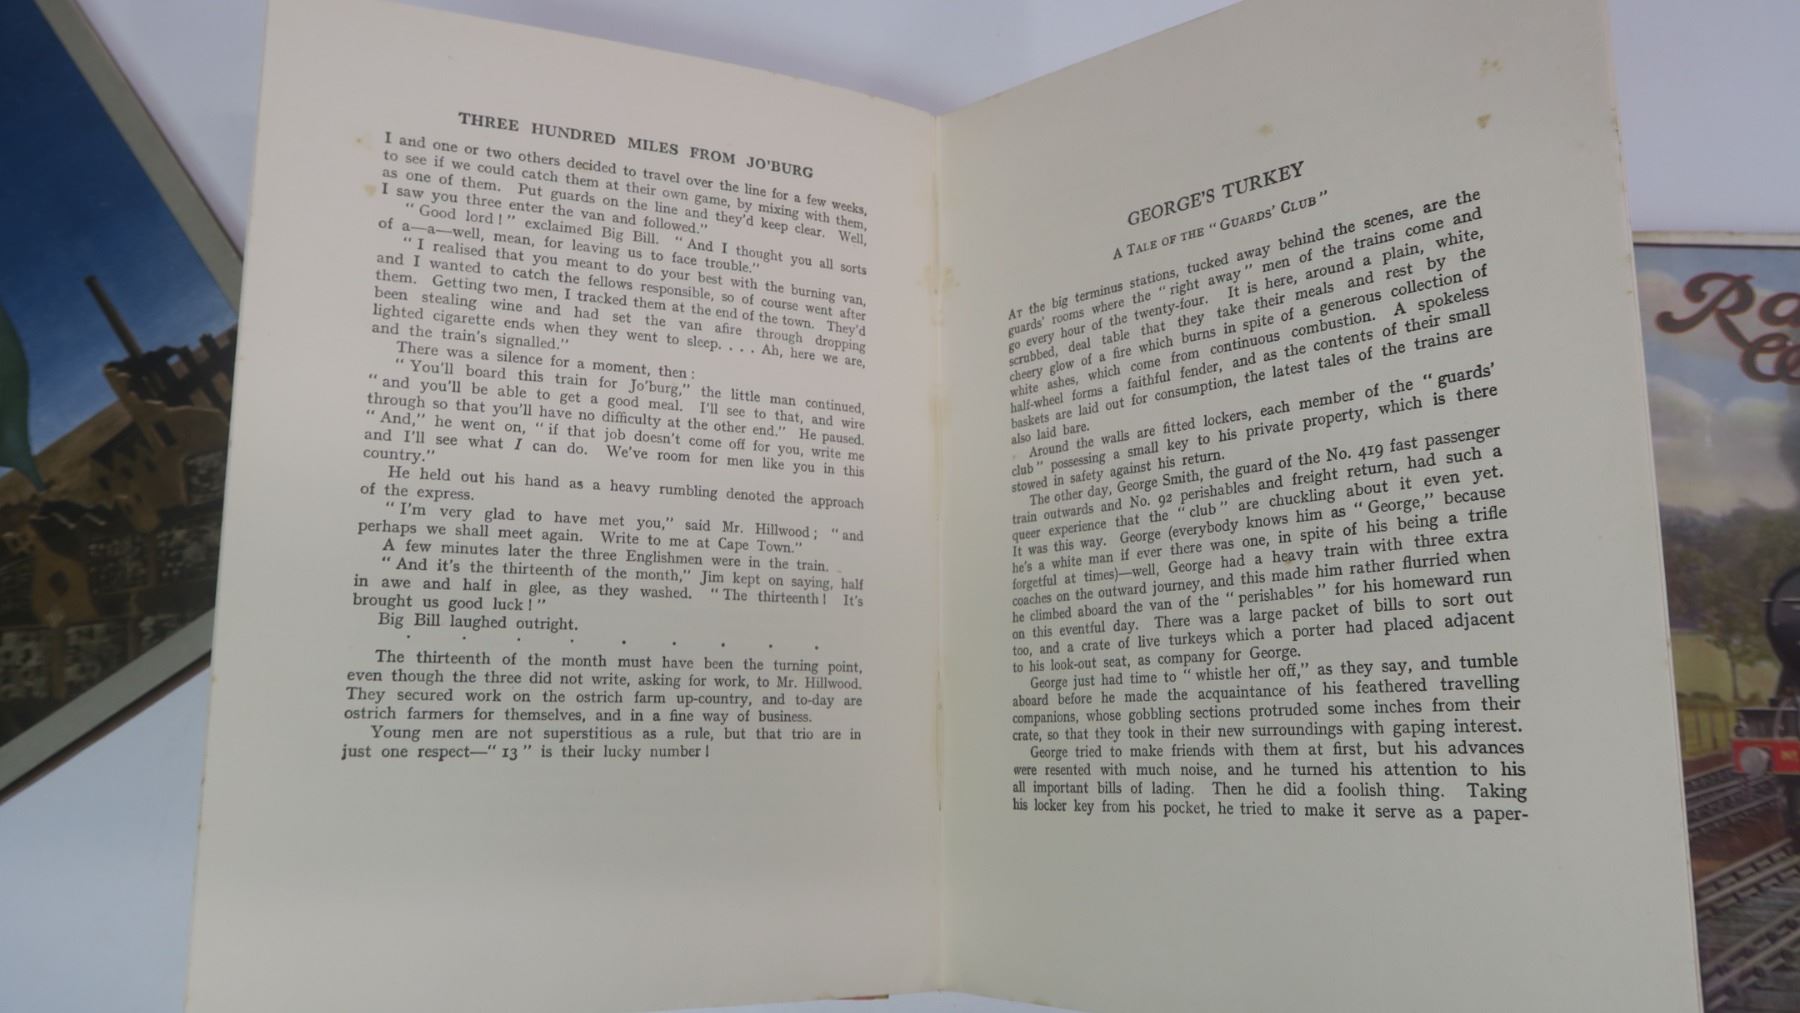 THREE HUNDRED MILES FROM JO'BURG
I and one or two others decided to travel over the line for a few weeks,
to see if we could catch them at their own game, by mixing with them,
as one of them. Put guards on the line and they'd keep clear. Well,
I saw you three enter the van and followed."
"Good lord!" exclaimed Big Bill. "And I thought you all sorts
of a—a—well, mean, for leaving us to face trouble."
"I realised that you meant to do your best with the burning van,
and I wanted to catch the fellows responsible, so of course went after
them. Getting two men, I tracked them at the end of the town. They'd
been stealing wine and had set the van afire through dropping
lighted cigarette ends when they went to sleep. . . . Ah, here we are,
and the train's signalled."
There was a silence for a moment, then:
"You'll board this train for Jo'burg," the little man continued,
"and you'll be able to get a good meal. I'll see to that, and wire
through so that you'll have no difficulty at the other end." He paused.
"And," he went on, "if that job doesn't come off for you, write me
and I'll see what I can do. We've room for men like you in this
country."
He held out his hand as a heavy rumbling denoted the approach
of the express.
"I'm very glad to have met you," said Mr. Hillwood; "and
perhaps we shall meet again. Write to me at Cape Town."
A few minutes later the three Englishmen were in the train.
"And it's the thirteenth of the month," Jim kept on saying, half
in awe and half in glee, as they washed. "The thirteenth! It's
brought us good luck!"
Big Bill laughed outright.
. . . . . . . . .
The thirteenth of the month must have been the turning point,
even though the three did not write, asking for work, to Mr. Hillwood.
They secured work on the ostrich farm up-country, and to-day are
ostrich farmers for themselves, and in a fine way of business.
Young men are not superstitious as a rule, but that trio are in
just one respect—"13" is their lucky number!
GEORGE'S TURKEY
A TALE OF THE "GUARDS' CLUB"
AT the big terminus stations, tucked away behind the scenes, are the
guards' rooms where the "right away" men of the trains come and
go every hour of the twenty-four. It is here, around a plain, white,
scrubbed, deal table that they take their meals and rest by the
cheery glow of a fire which burns in spite of a generous collection of
white ashes, which come from continuous combustion. A spokeless
half-wheel forms a faithful fender, and as the contents of their small
baskets are laid out for consumption, the latest tales of the trains are
also laid bare.
Around the walls are fitted lockers, each member of the "guards'
club" possessing a small key to his private property, which is there
stowed in safety against his return.
The other day, George Smith, the guard of the No. 419 fast passenger
train outwards and No. 92 perishables and freight return, had such a
queer experience that the "club" are chuckling about it even yet.
It was this way. George (everybody knows him as "George," because
he's a white man if ever there was one, in spite of his being a trifle
forgetful at times)—well, George had a heavy train with three extra
coaches on the outward journey, and this made him rather flurried when
he climbed aboard the van of the "perishables" for his homeward run
on this eventful day. There was a large packet of bills to sort out
too, and a crate of live turkeys which a porter had placed adjacent
to his look-out seat, as company for George.
George just had time to "whistle her off," as they say, and tumble
aboard before he made the acquaintance of his feathered travelling
companions, whose gobbling sections protruded some inches from their
crate, so that they took in their new surroundings with gaping interest.
George tried to make friends with them at first, but his advances
were resented with much noise, and he turned his attention to his
all important bills of lading. Then he did a foolish thing. Taking
his locker key from his pocket, he tried to make it serve as a paper-